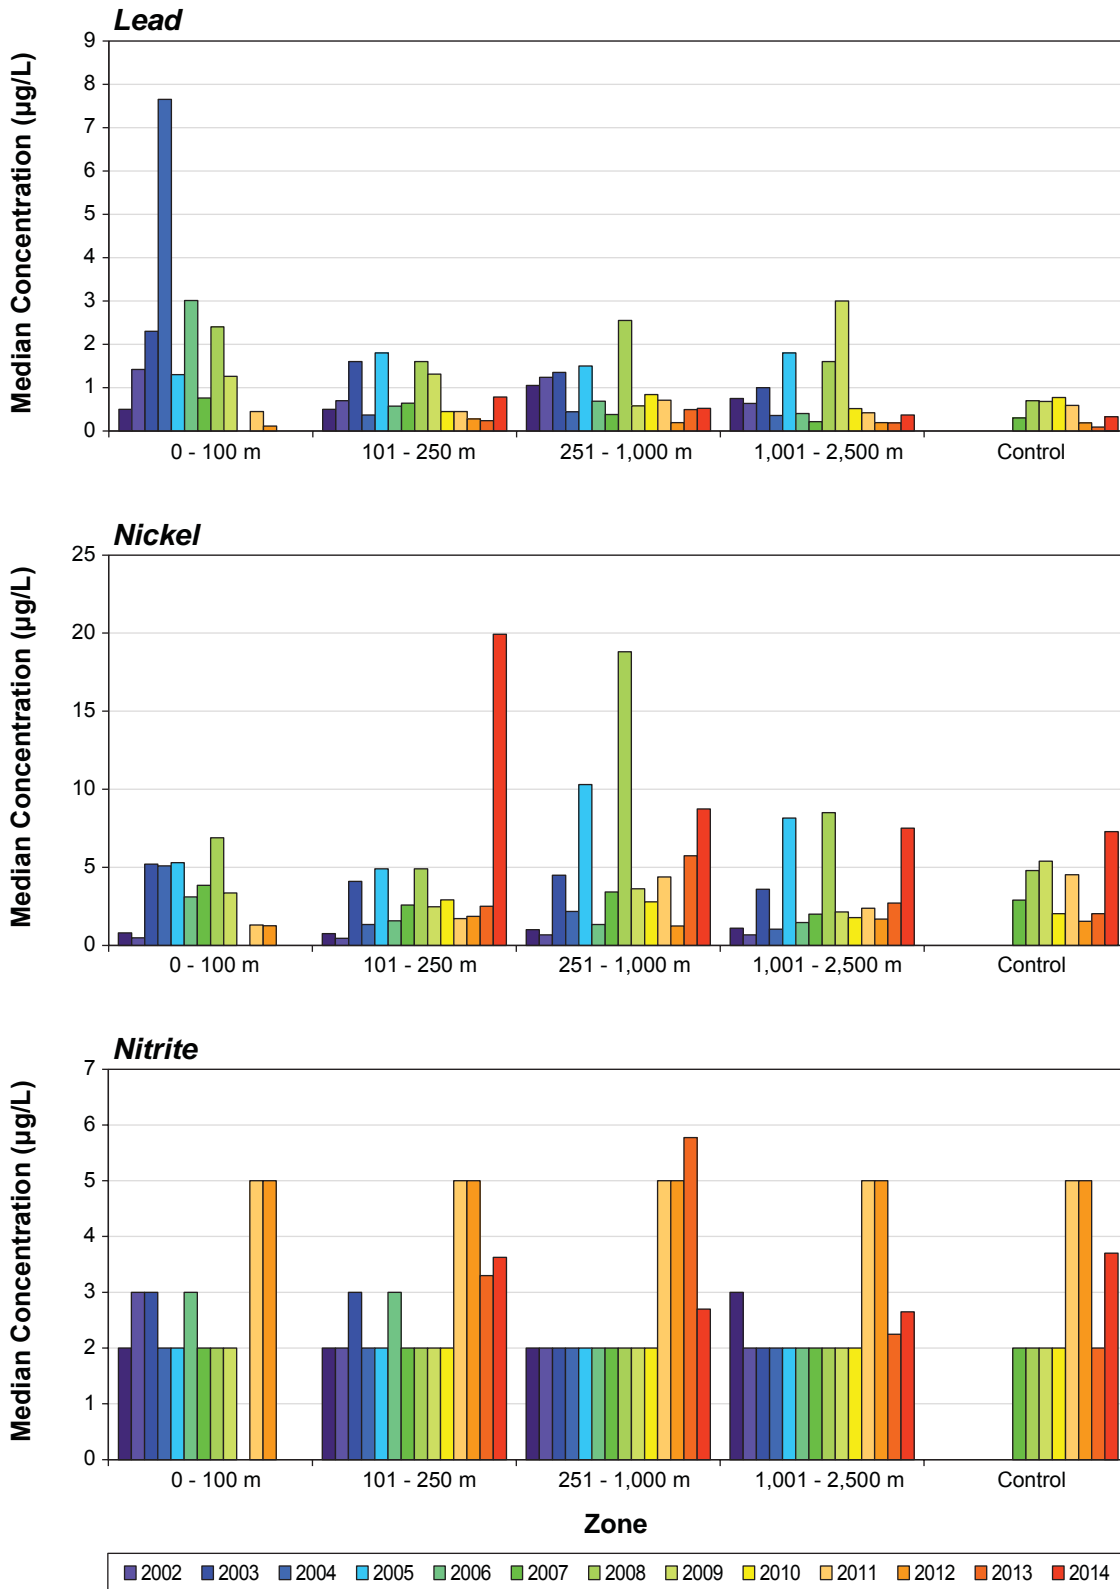 Lead
Median Concentration (µg/L)
9
8
7
6
5
4
3
2
1
0
0 - 100 m
101 - 250 m
251 - 1,000 m
1,001 - 2,500 m
Control
Nickel
Median Concentration (µg/L)
25
20
15
10
5
0
0 - 100 m
101 - 250 m
251 - 1,000 m
1,001 - 2,500 m
Control
Nitrite
Median Concentration (µg/L)
7
6
5
4
3
2
1
0
0 - 100 m
101 - 250 m
251 - 1,000 m
1,001 - 2,500 m
Control
Zone
2002 2003 2004 2005 2006 2007 2008 2009 2010 2011 2012 2013 2014